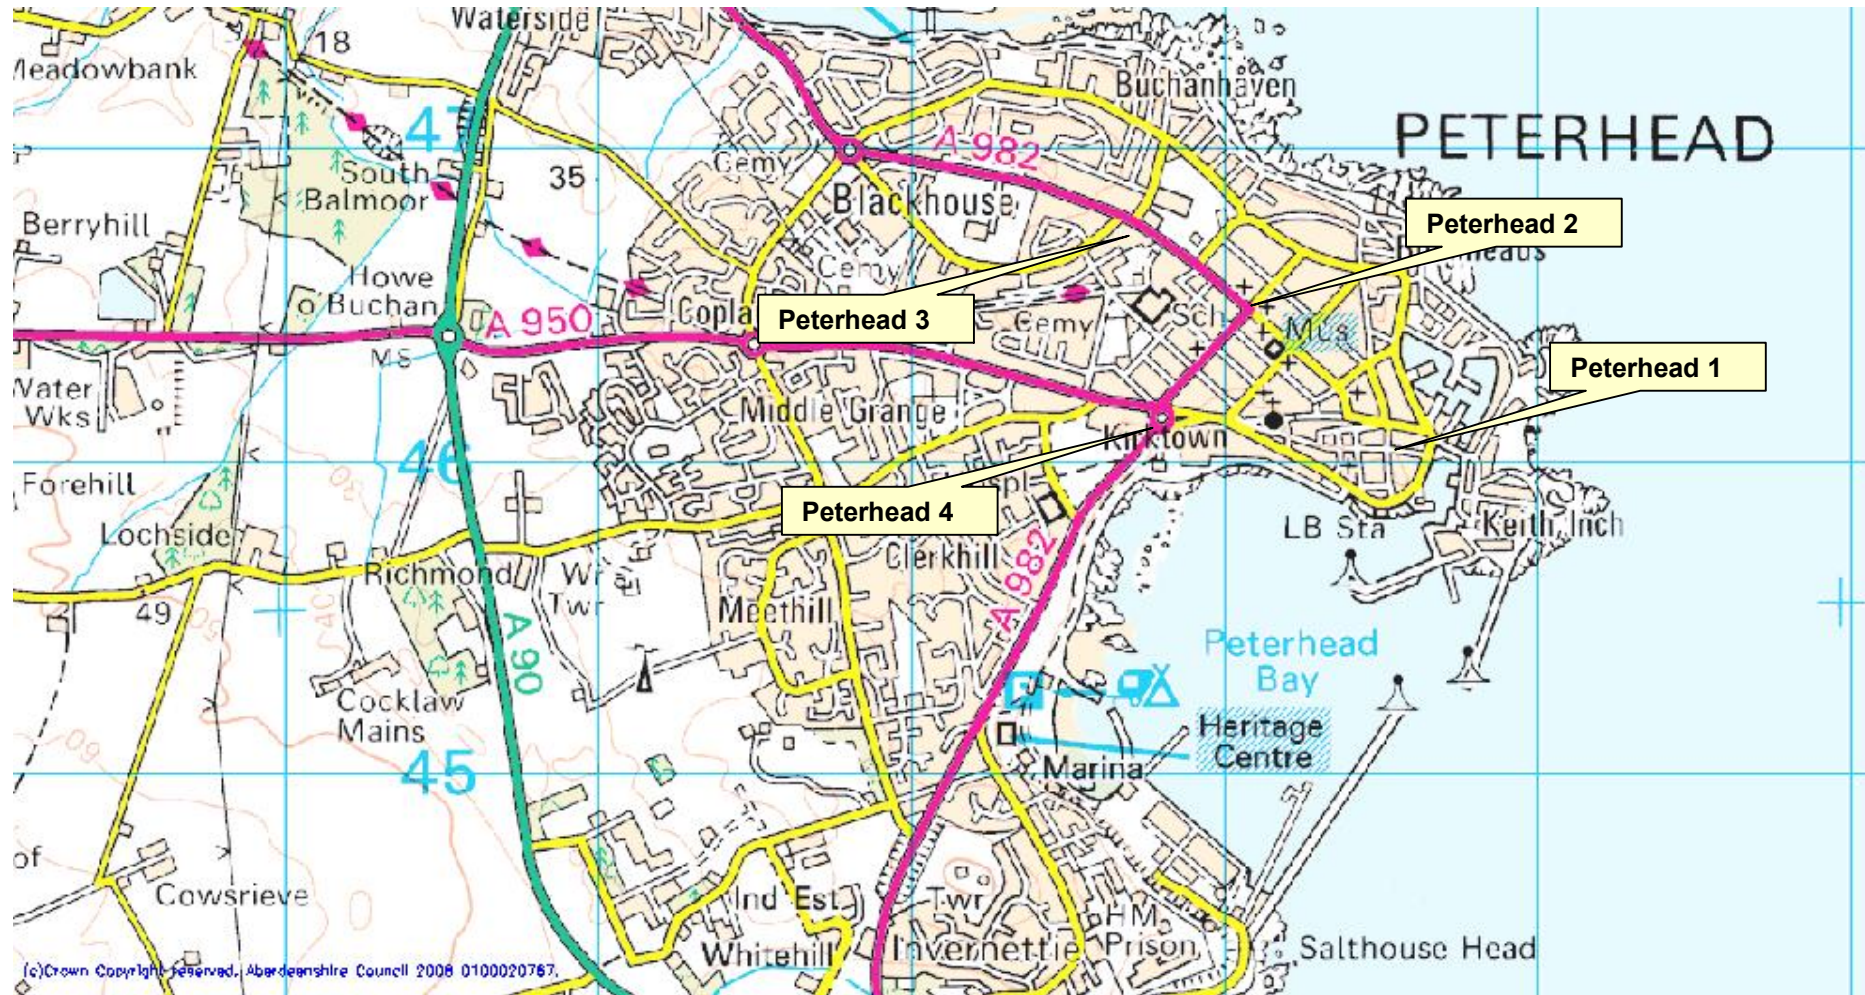 Waterside
18
Meadowbank
Buchanhaven
PETERHEAD
47
A 982
Cemy
South
Balmoor
35
Blackhouse
Berryhill
Peterhead 2
Cemy
Howe
Buchan
A 950
Copla
Peterhead 3
Cemy
Sch
Mus
MS
Peterhead 1
Water
Wks
Middle Grange
Kirktown
46
Forehill
Peterhead 4
Lochside
LB Sta
Keith Inch
Clerkhill
A 982
Richmond
Wr
Twr
49
Meethill
A 90
Peterhead
Bay
Cocklaw
Mains
Heritage
Centre
45
Marina
of
Cowsrieve
Ind Est
Twr
HM
Prison
Whitehill
Invernettie
Salthouse Head
(c)Crown Copyright reserved. Aberdeenshire Council 2008 0100020767.